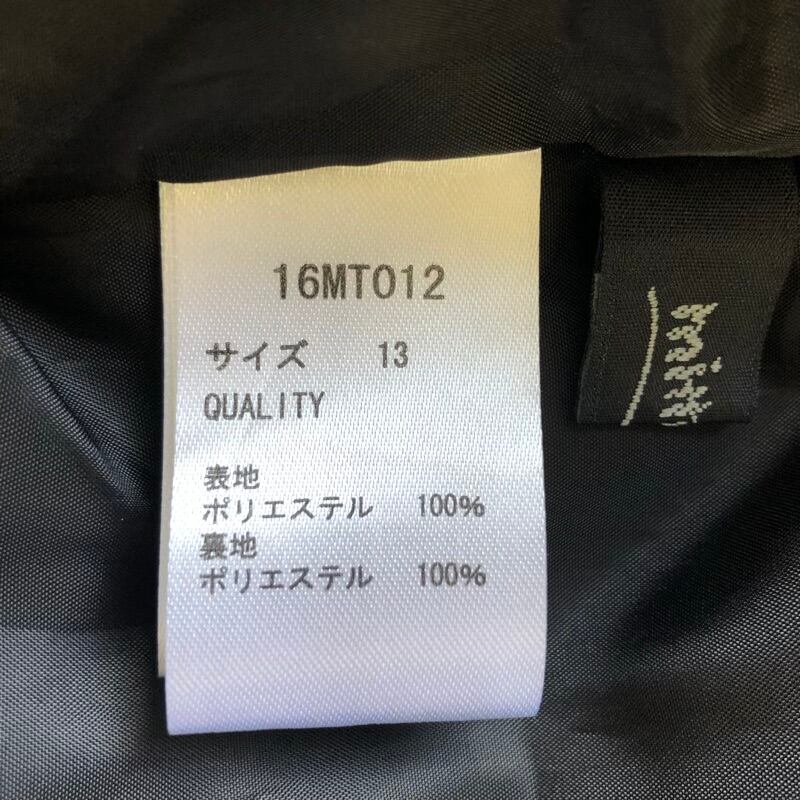 16MT012
サイズ 13
QUALITY
表地
ポリエステル 100%
裏地
ポリエステル 100%